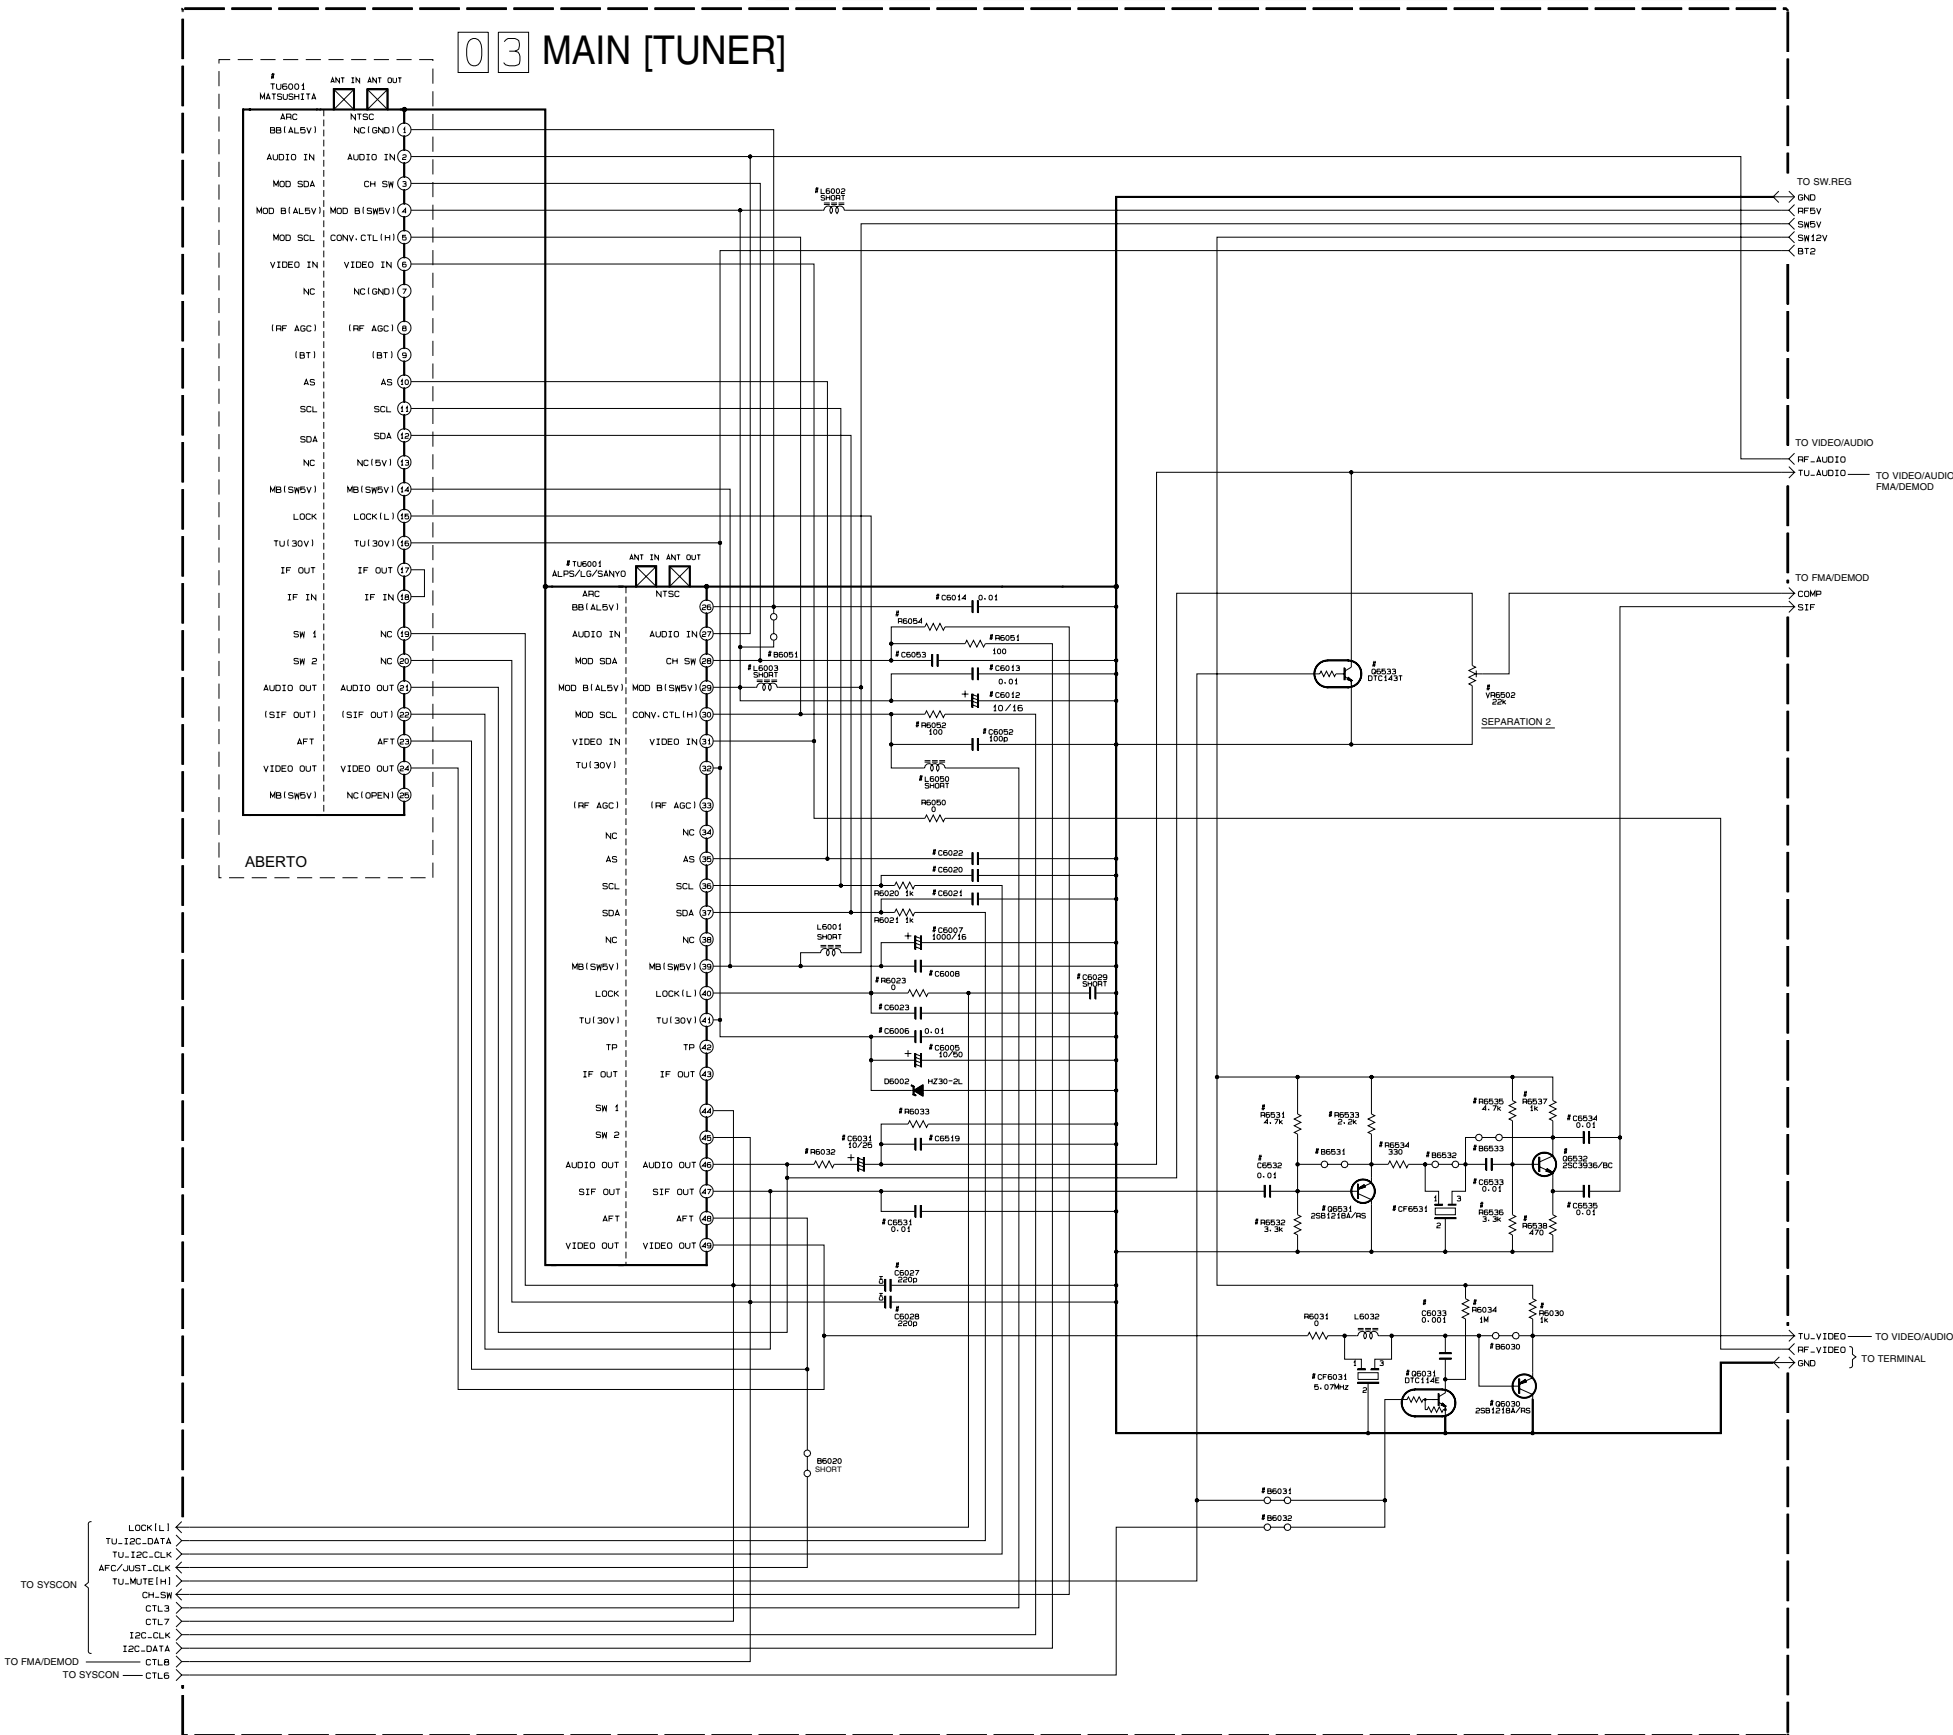 03 MAIN [TUNER]
#
TU6001
MATSUSHITA
ANT IN ANT OUT
ARC NTSC
BB(AL5V) NC(GND) 1
AUDIO IN AUDIO IN 2
MOD SDA CH SW 3
MOD B(AL5V) MOD B(SW5V) 4
MOD SCL CONV.CTL(H) 5
VIDEO IN VIDEO IN 6
NC NC(GND) 7
(RF AGC) (RF AGC) 8
(BT) (BT) 9
AS AS 10
SCL SCL 11
SDA SDA 12
NC NC(5V) 13
MB(SW5V) MB(SW5V) 14
LOCK LOCK(L) 15
TU(30V) TU(30V) 16
IF OUT IF OUT 17
IF IN IF IN 18
SW 1 NC 19
SW 2 NC 20
AUDIO OUT AUDIO OUT 21
(SIF OUT) (SIF OUT) 22
AFT AFT 23
VIDEO OUT VIDEO OUT 24
MB(SW5V) NC(OPEN) 25
ABERTO
#TU6001
ALPS/LG/SANYO
ANT IN ANT OUT
ARC NTSC
BB(AL5V) 26
AUDIO IN AUDIO IN 27
MOD SDA CH SW 28
MOD B(AL5V) MOD B(SW5V) 29
MOD SCL CONV.CTL(H) 30
VIDEO IN VIDEO IN 31
TU(30V) 32
(RF AGC) (RF AGC) 33
NC NC 34
AS AS 35
SCL SCL 36
SDA SDA 37
NC NC 38
MB(SW5V) MB(SW5V) 39
LOCK LOCK(L) 40
TU(30V) TU(30V) 41
TP TP 42
IF OUT IF OUT 43
SW 1 44
SW 2 45
AUDIO OUT AUDIO OUT 46
SIF OUT SIF OUT 47
AFT AFT 48
VIDEO OUT VIDEO OUT 49
#L6002
SHORT
#C6014 0.01
#
R6054
#R6051
100
#B6051
#C6053
#L6003
SHORT
#C6013
0.01
+ #C6012
10/16
#R6052
100
#C6052
100p
#L6050
SHORT
R6050
0
#C6022
#C6020
R6020 1k
#C6021
R6021 1k
L6001
SHORT
+ #C6007
1000/16
#C6008
#R6023
0
#C6029
SHORT
#C6023
#C6006 0.01
+ #C6005
10/50
D6002 HZ30-2L
#R6033
#C6519
#R6032
#C6031
10/25
+
#C6531
0.01
#
C6027
220p
#
C6028
220p
B6020
SHORT
TO SW.REG
GND
RF5V
SW5V
SW12V
BT2
TO VIDEO/AUDIO
RF_AUDIO
TU_AUDIO TO VIDEO/AUDIO
FMA/DEMOD
TO FMA/DEMOD
COMP
SIF
#
Q6533
DTC143T
#
VR6502
22k
SEPARATION 2
#
R6531
4.7k
#R6533
2.2k
#R6535
4.7k
#
R6537
1k
#C6534
0.01
#
C6532
0.01
#B6531
#R6534
330
#B6532
#B6533
#
Q6532
2SC3936/BC
#
C6533
0.01
#R6532
3.3k
#Q6531
2SB1218A/RS
#CF6531
1
3
2
#
R6536
3.3k
#
R6538
470
#C6535
0.01
R6031
0
L6032
#
C6033
0.001
#
R6034
1M
#
R6030
1k
#B6030
#CF6031
5.07MHz
1
3
2
#Q6031
DTC114E
#Q6030
2SB1218A/RS
TU_VIDEO TO VIDEO/AUDIO
RF_VIDEO
GND
TO TERMINAL
#B6031
#B6032
TO SYSCON
LOCK[L]
TU_I2C_DATA
TU_I2C_CLK
AFC/JUST_CLK
TU_MUTE[H]
CH_SW
CTL3
CTL7
I2C_CLK
I2C_DATA
TO FMA/DEMOD CTL8
TO SYSCON CTL6